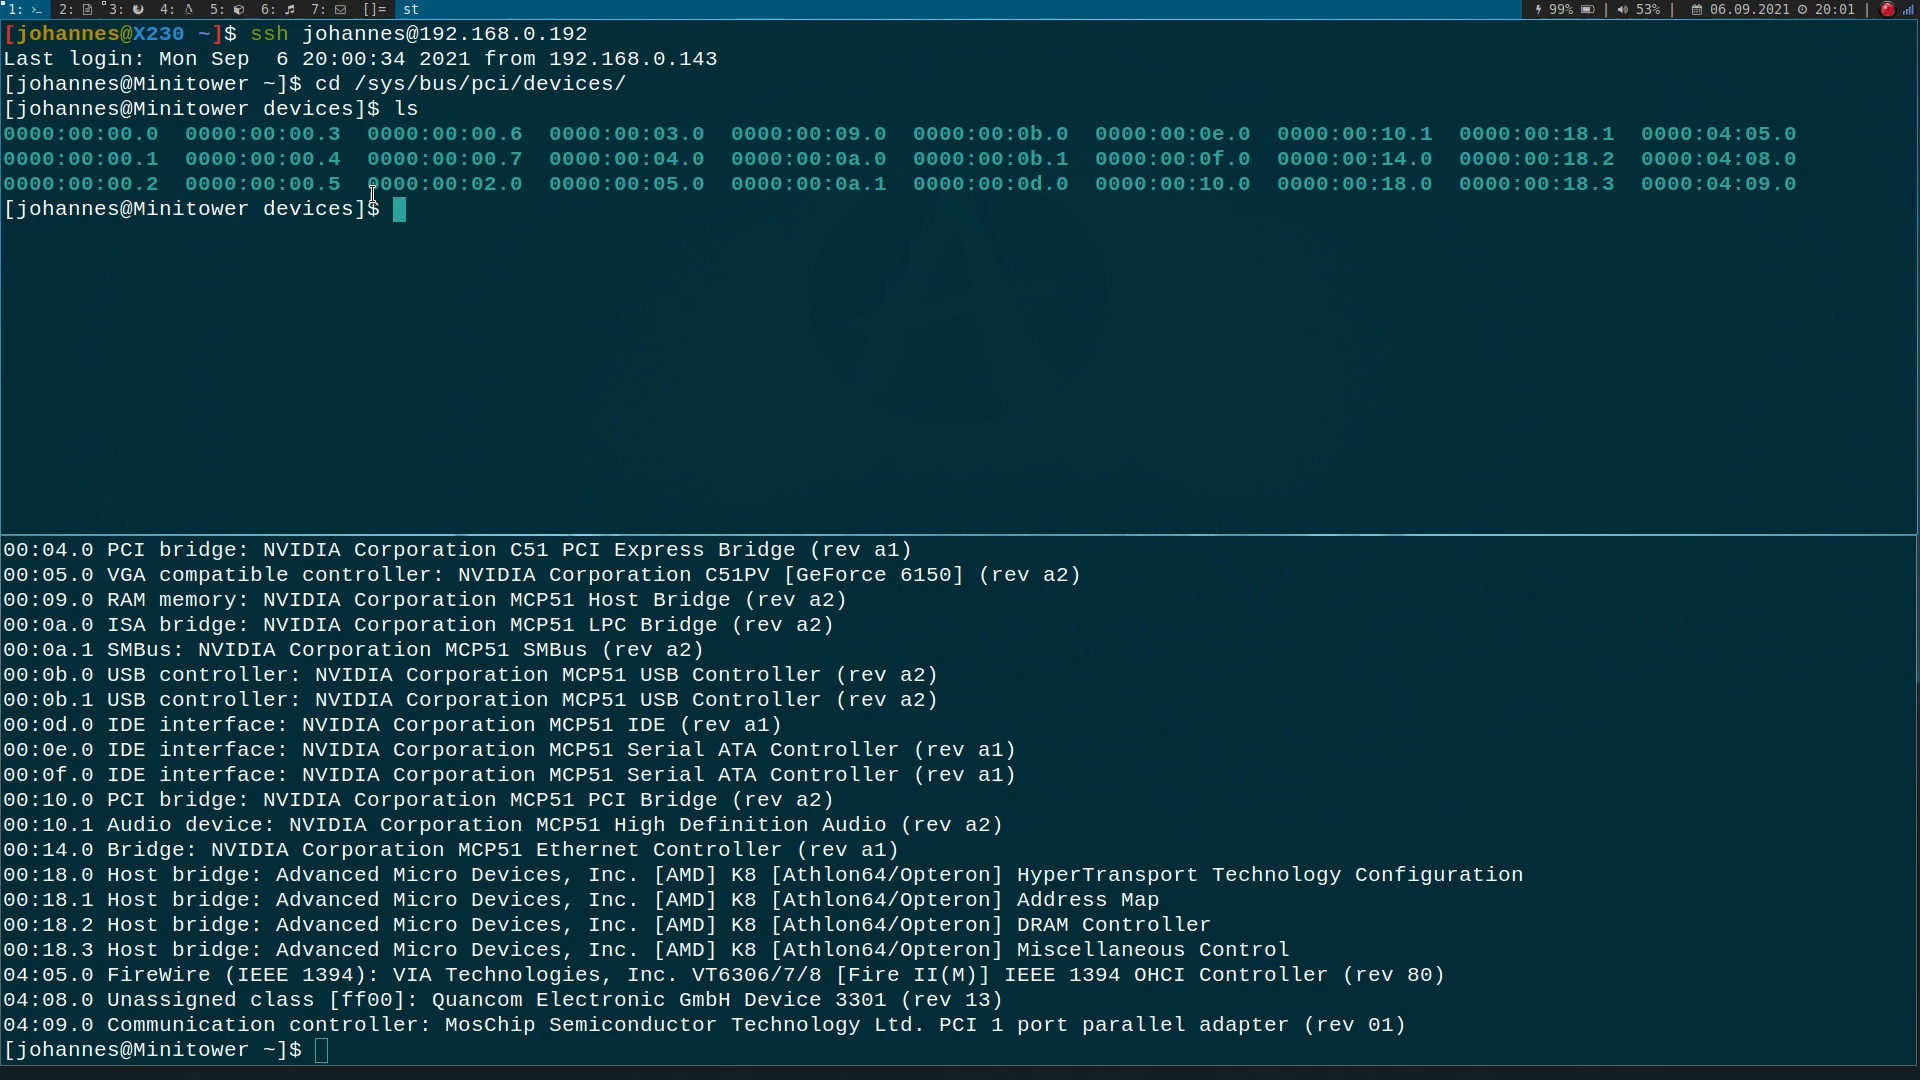 1: 2: 3: 4: 5: 6: 7: []= st 99% | 53% | 06.09.2021 20:01 |
[johannes@X230 ~]$ ssh johannes@192.168.0.192
Last login: Mon Sep  6 20:00:34 2021 from 192.168.0.143
[johannes@Minitower ~]$ cd /sys/bus/pci/devices/
[johannes@Minitower devices]$ ls
0000:00:00.0  0000:00:00.3  0000:00:00.6  0000:00:03.0  0000:00:09.0  0000:00:0b.0  0000:00:0e.0  0000:00:10.1  0000:00:18.1  0000:04:05.0
0000:00:00.1  0000:00:00.4  0000:00:00.7  0000:00:04.0  0000:00:0a.0  0000:00:0b.1  0000:00:0f.0  0000:00:14.0  0000:00:18.2  0000:04:08.0
0000:00:00.2  0000:00:00.5  0000:00:02.0  0000:00:05.0  0000:00:0a.1  0000:00:0d.0  0000:00:10.0  0000:00:18.0  0000:00:18.3  0000:04:09.0
[johannes@Minitower devices]$
00:04.0 PCI bridge: NVIDIA Corporation C51 PCI Express Bridge (rev a1)
00:05.0 VGA compatible controller: NVIDIA Corporation C51PV [GeForce 6150] (rev a2)
00:09.0 RAM memory: NVIDIA Corporation MCP51 Host Bridge (rev a2)
00:0a.0 ISA bridge: NVIDIA Corporation MCP51 LPC Bridge (rev a2)
00:0a.1 SMBus: NVIDIA Corporation MCP51 SMBus (rev a2)
00:0b.0 USB controller: NVIDIA Corporation MCP51 USB Controller (rev a2)
00:0b.1 USB controller: NVIDIA Corporation MCP51 USB Controller (rev a2)
00:0d.0 IDE interface: NVIDIA Corporation MCP51 IDE (rev a1)
00:0e.0 IDE interface: NVIDIA Corporation MCP51 Serial ATA Controller (rev a1)
00:0f.0 IDE interface: NVIDIA Corporation MCP51 Serial ATA Controller (rev a1)
00:10.0 PCI bridge: NVIDIA Corporation MCP51 PCI Bridge (rev a2)
00:10.1 Audio device: NVIDIA Corporation MCP51 High Definition Audio (rev a2)
00:14.0 Bridge: NVIDIA Corporation MCP51 Ethernet Controller (rev a1)
00:18.0 Host bridge: Advanced Micro Devices, Inc. [AMD] K8 [Athlon64/Opteron] HyperTransport Technology Configuration
00:18.1 Host bridge: Advanced Micro Devices, Inc. [AMD] K8 [Athlon64/Opteron] Address Map
00:18.2 Host bridge: Advanced Micro Devices, Inc. [AMD] K8 [Athlon64/Opteron] DRAM Controller
00:18.3 Host bridge: Advanced Micro Devices, Inc. [AMD] K8 [Athlon64/Opteron] Miscellaneous Control
04:05.0 FireWire (IEEE 1394): VIA Technologies, Inc. VT6306/7/8 [Fire II(M)] IEEE 1394 OHCI Controller (rev 80)
04:08.0 Unassigned class [ff00]: Quancom Electronic GmbH Device 3301 (rev 13)
04:09.0 Communication controller: MosChip Semiconductor Technology Ltd. PCI 1 port parallel adapter (rev 01)
[johannes@Minitower ~]$